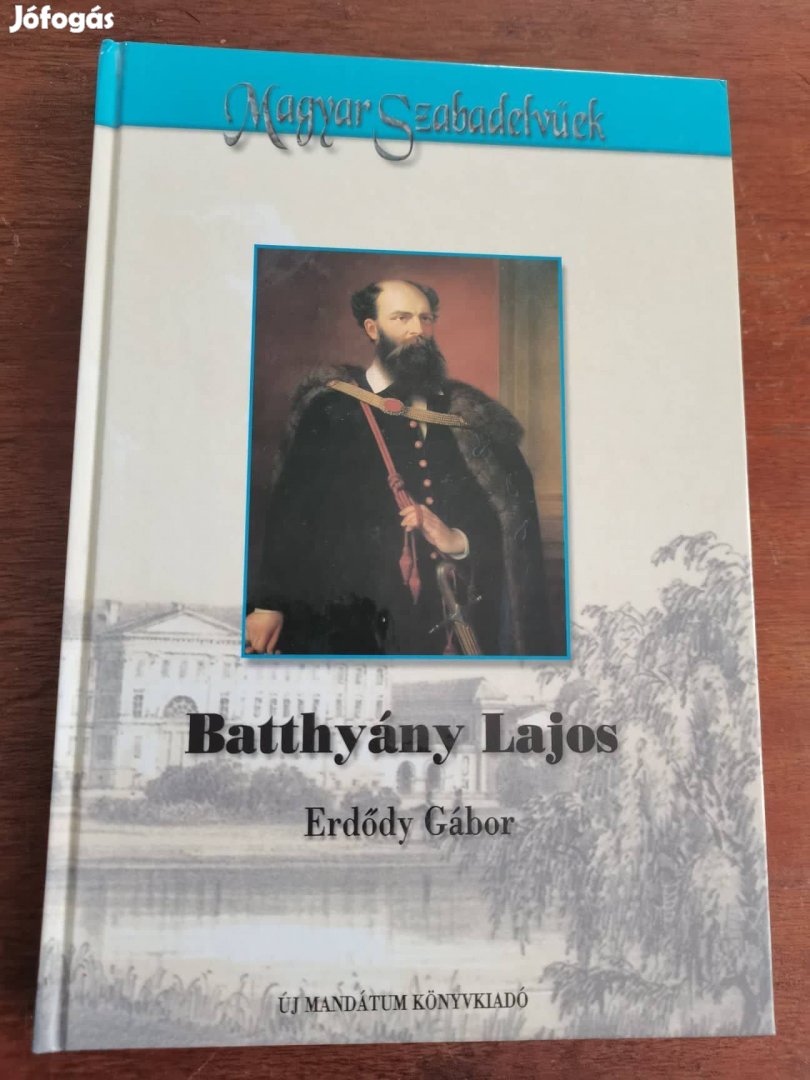 Jófogás
Magyar Szabadelvűek
Batthyány Lajos
Erdődy Gábor
ÚJ MANDÁTUM KÖNYVKIADÓ